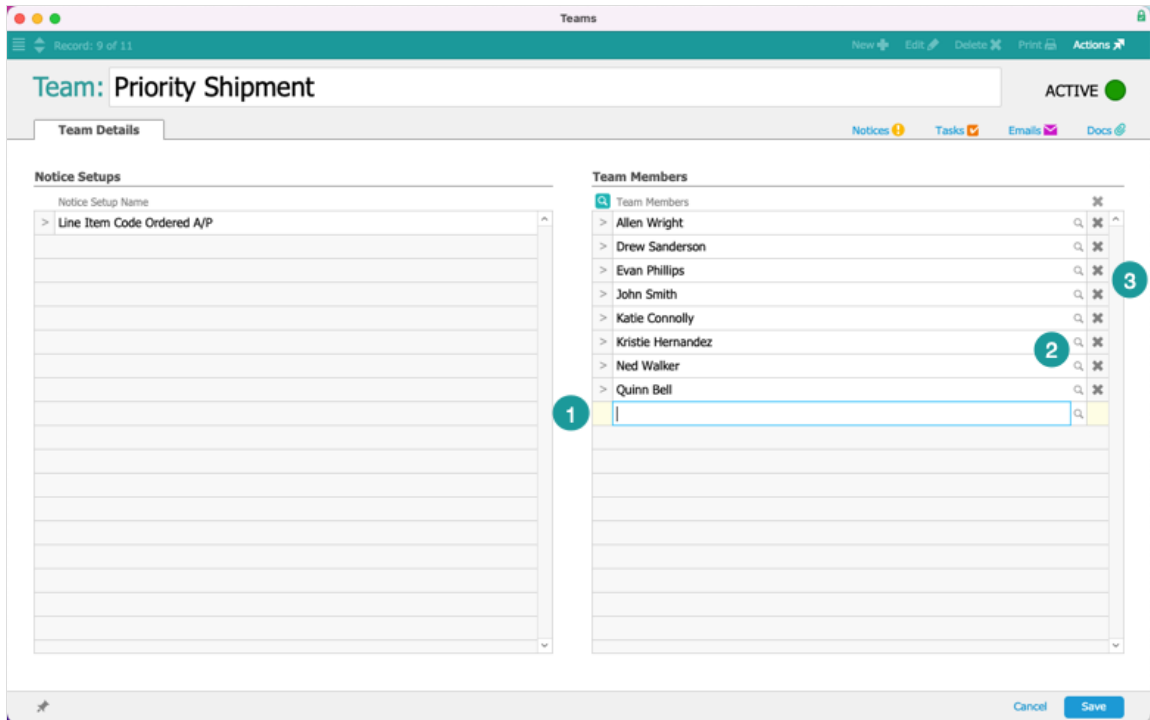 Teams
Record: 9 of 11 New Edit Delete Print Actions
Team: Priority Shipment ACTIVE
Team Details Notices Tasks Emails Docs
Notice Setups
Notice Setup Name
> Line Item Code Ordered A/P
Team Members
Team Members
> Allen Wright
> Drew Sanderson
> Evan Phillips
> John Smith
> Katie Connolly
> Kristie Hernandez
> Ned Walker
> Quinn Bell
1
2
3
Cancel Save